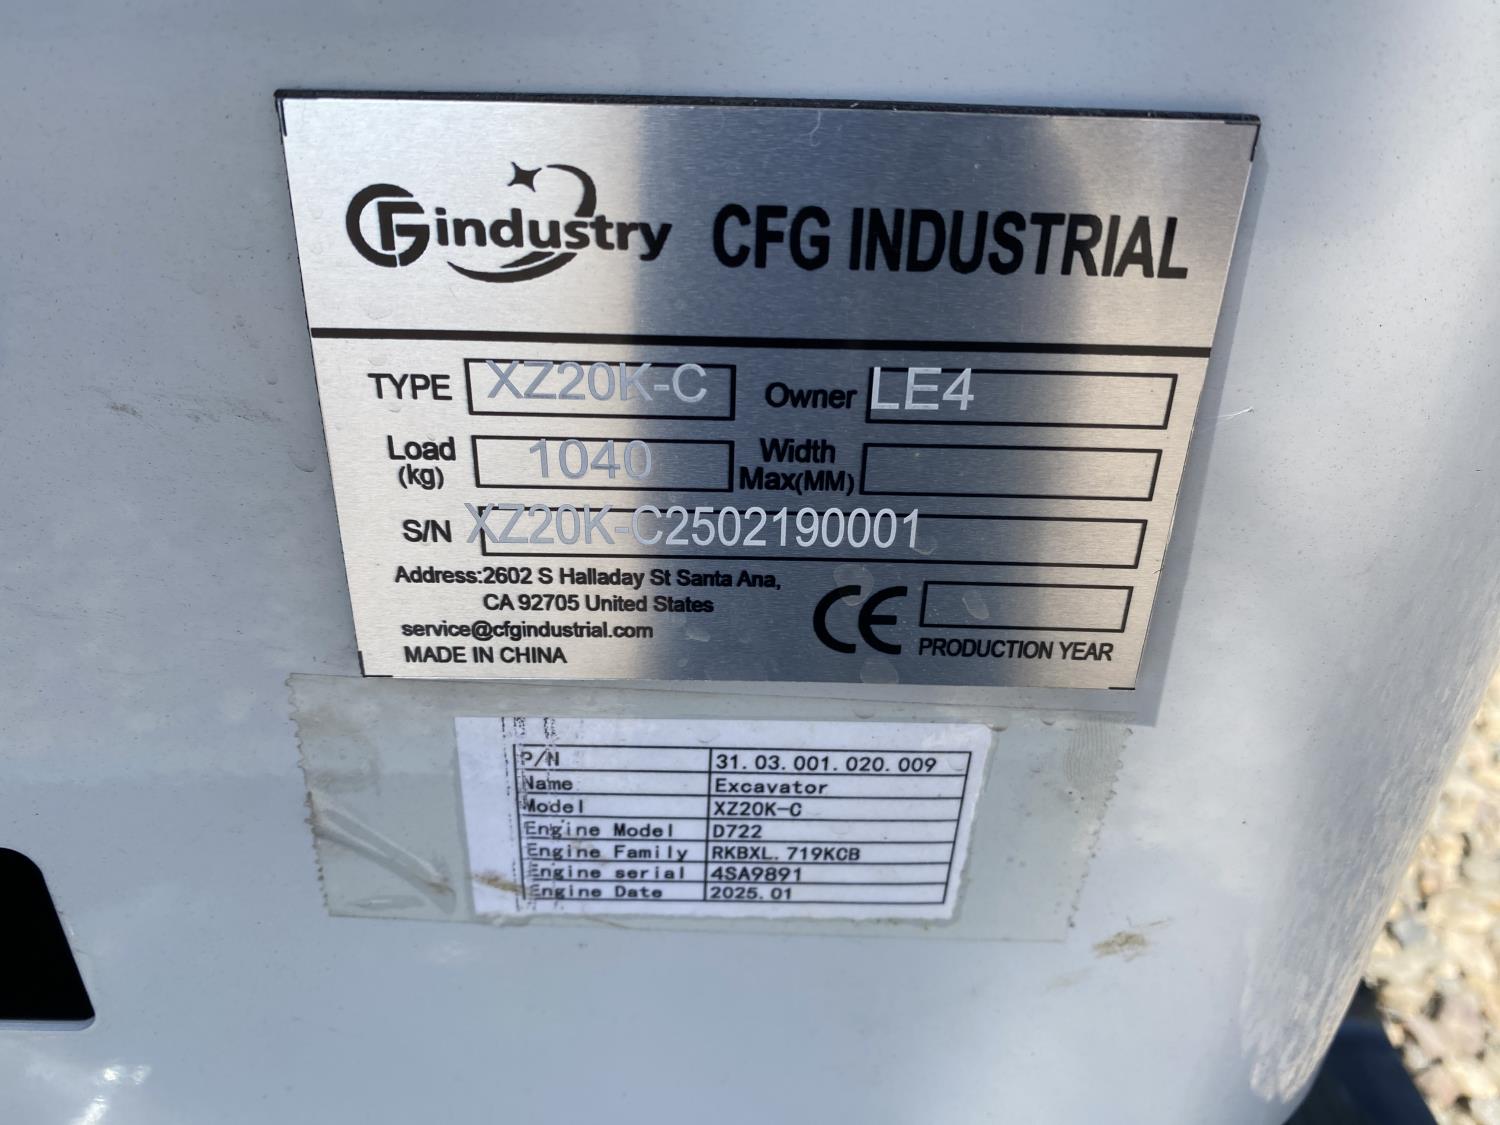 CFG industry CFG INDUSTRIAL
TYPE XZ20K-C Owner LE4
Load (kg) 1040 Width Max(MM)
S/N XZ20K-C2502190001
Address:2602 S Halladay St Santa Ana,
CA 92705 United States
service@cfgindustrial.com
MADE IN CHINA
CE PRODUCTION YEAR
P/N 31.03.001.020.009
Name Excavator
Model XZ20K-C
Engine Model D722
Engine Family RKBXL.719KCB
Engine serial 4SA9891
Engine Date 2025.01